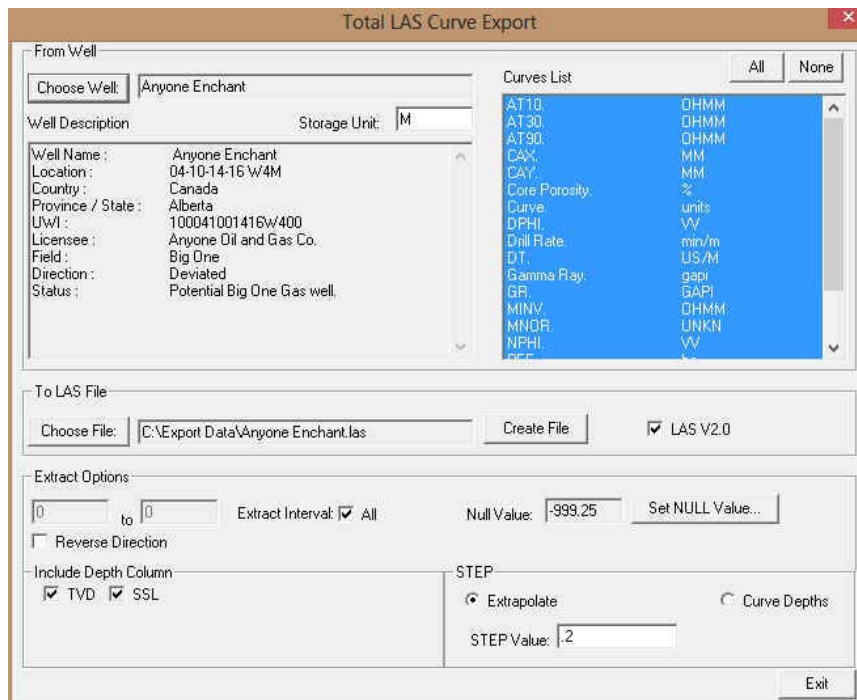 Total LAS Curve Export
From Well
Choose Well: Anyone Enchant
Well Description Storage Unit: M
Well Name : Anyone Enchant
Location : 04-10-14-16 W4M
Country : Canada
Province / State : Alberta
UWI : 100041001416W400
Licensee : Anyone Oil and Gas Co.
Field : Big One
Direction : Deviated
Status : Potential Big One Gas well.
Curves List All None
AT10. OHMM
AT30. OHMM
AT90. OHMM
CAX. MM
CAY. MM
Core Porosity. %
Curve. units
DPHI. VV
Drill Rate. min/m
DT. US/M
Gamma Ray. gapi
GR. GAPI
MINV. OHMM
MNOR. UNKN
NPHI. VV
To LAS File
Choose File: C:\Export Data\Anyone Enchant.las Create File LAS V2.0
Extract Options
0 to 0 Extract Interval: All Null Value: -999.25 Set NULL Value...
Reverse Direction
Include Depth Column
TVD SSL
STEP
Extrapolate Curve Depths
STEP Value: .2
Exit